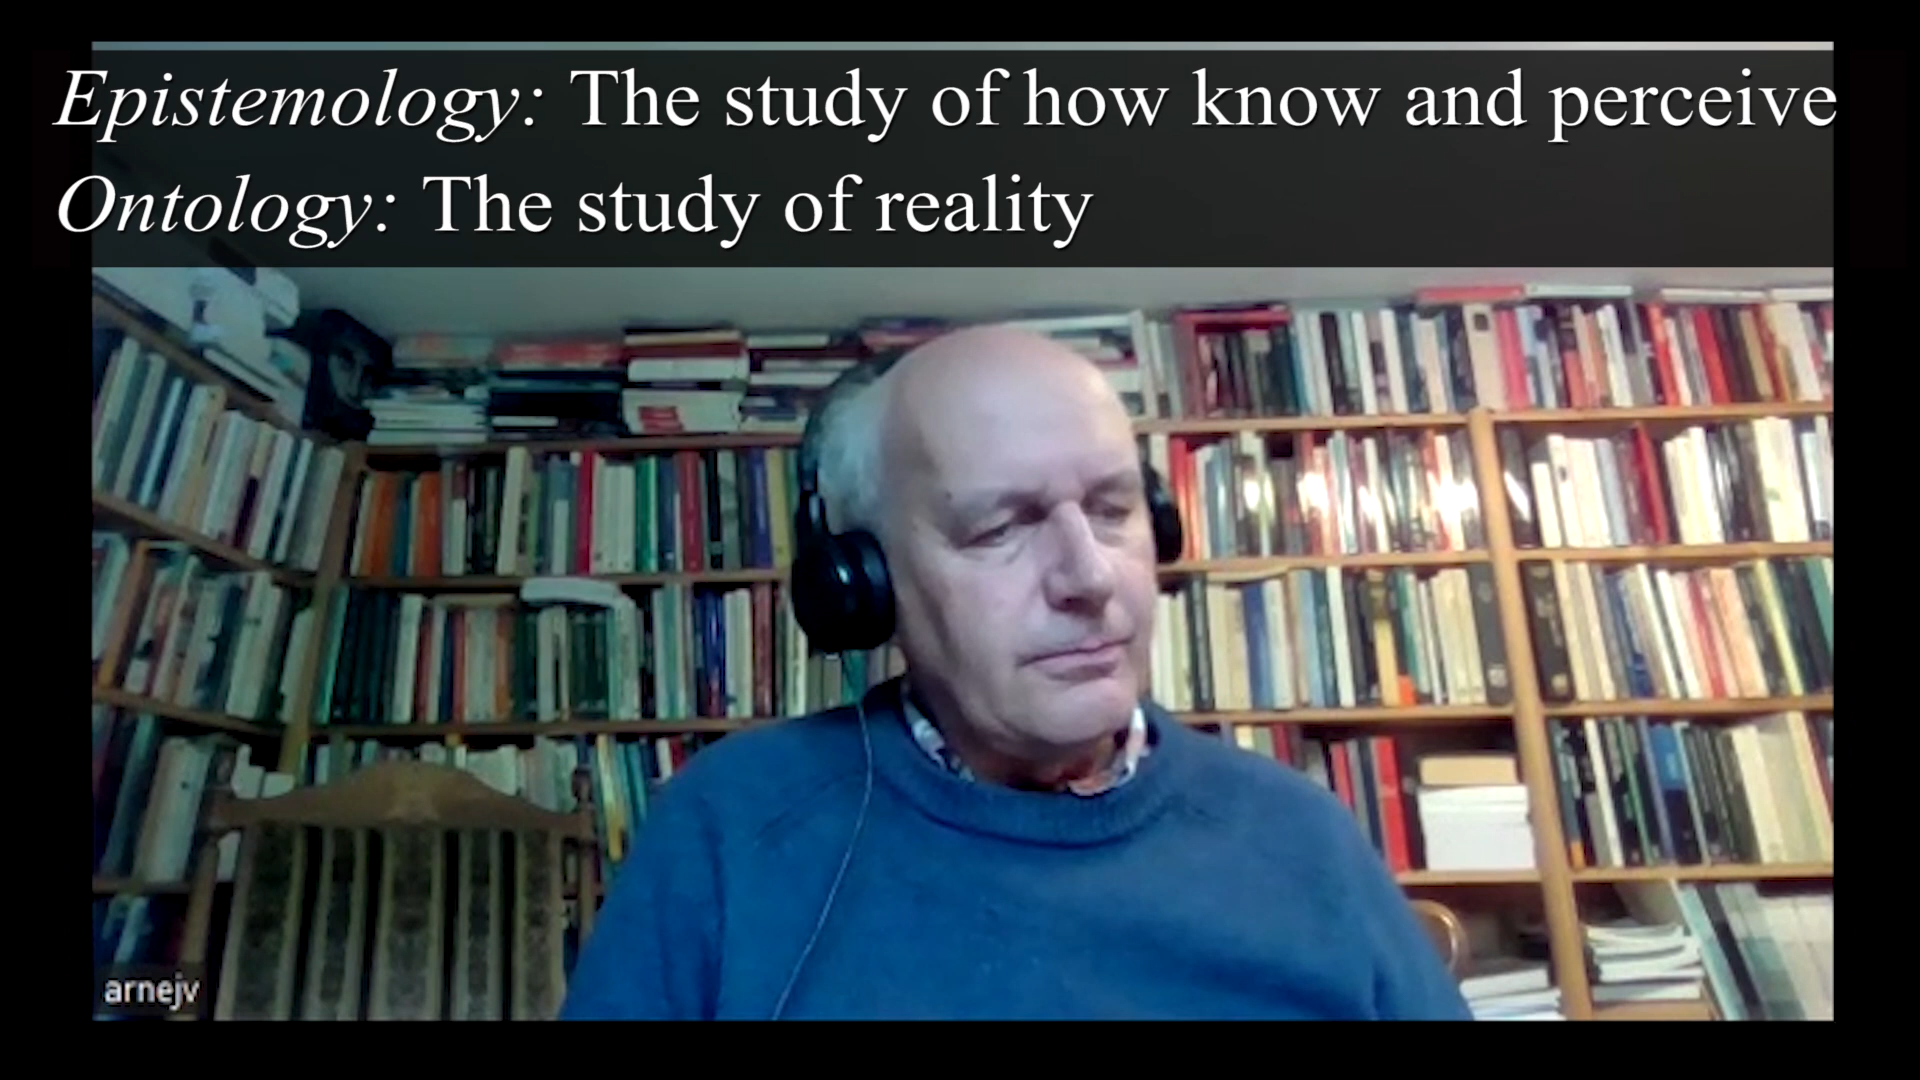 Epistemology: The study of how know and perceive
Ontology: The study of reality
arnejv